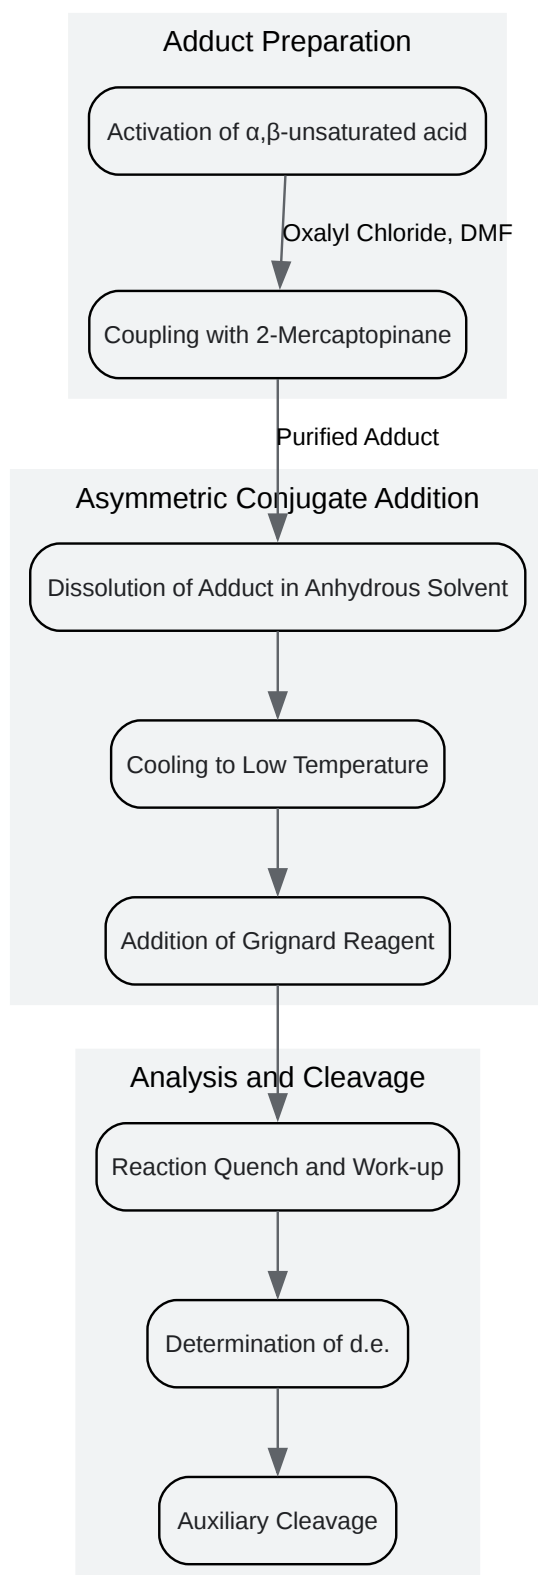 Adduct Preparation
Activation of α,β-unsaturated acid
Oxalyl Chloride, DMF
Coupling with 2-Mercaptopinane
Purified Adduct
Asymmetric Conjugate Addition
Dissolution of Adduct in Anhydrous Solvent
Cooling to Low Temperature
Addition of Grignard Reagent
Analysis and Cleavage
Reaction Quench and Work-up
Determination of d.e.
Auxiliary Cleavage